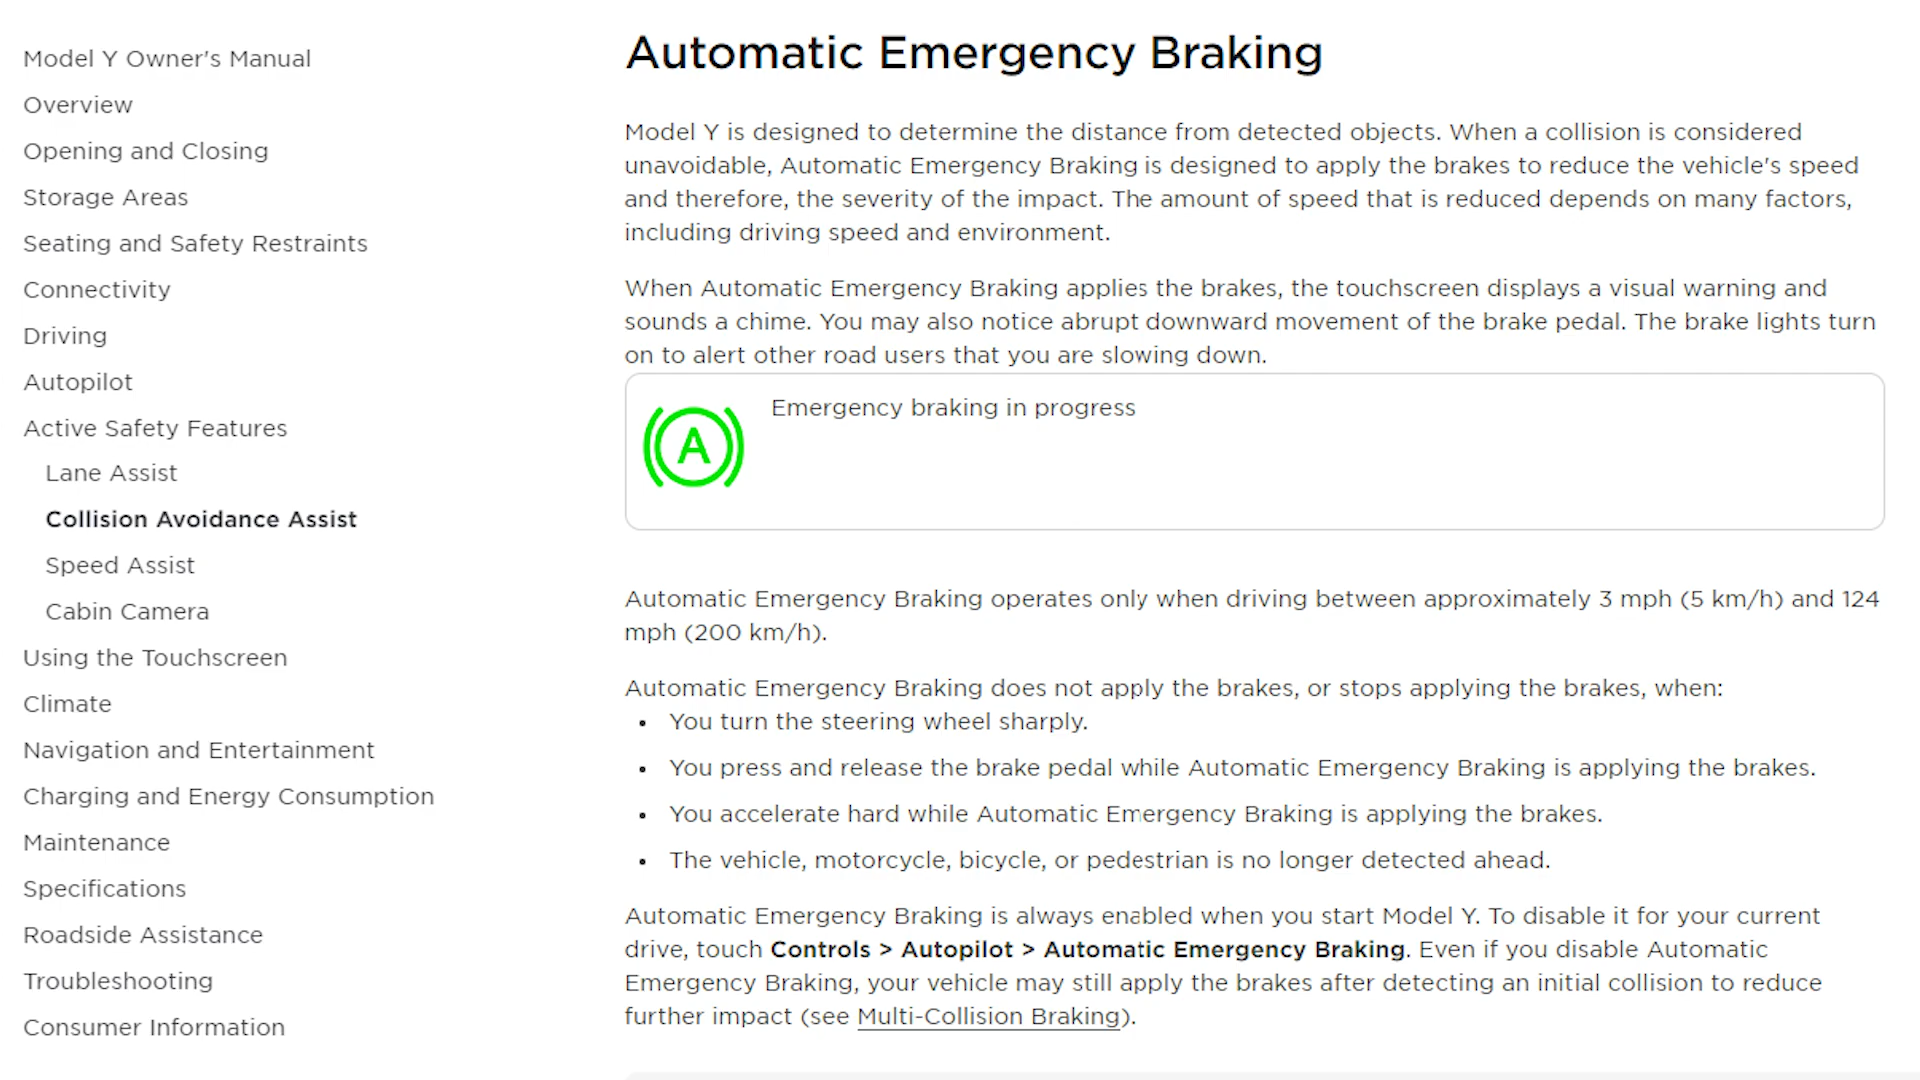 Model Y Owner's Manual
Overview
Opening and Closing
Storage Areas
Seating and Safety Restraints
Connectivity
Driving
Autopilot
Active Safety Features
Lane Assist
Collision Avoidance Assist
Speed Assist
Cabin Camera
Using the Touchscreen
Climate
Navigation and Entertainment
Charging and Energy Consumption
Maintenance
Specifications
Roadside Assistance
Troubleshooting
Consumer Information
Automatic Emergency Braking
Model Y is designed to determine the distance from detected objects. When a collision is considered
unavoidable, Automatic Emergency Braking is designed to apply the brakes to reduce the vehicle's speed
and therefore, the severity of the impact. The amount of speed that is reduced depends on many factors,
including driving speed and environment.
When Automatic Emergency Braking applies the brakes, the touchscreen displays a visual warning and
sounds a chime. You may also notice abrupt downward movement of the brake pedal. The brake lights turn
on to alert other road users that you are slowing down.
A
Emergency braking in progress
Automatic Emergency Braking operates only when driving between approximately 3 mph (5 km/h) and 124
mph (200 km/h).
Automatic Emergency Braking does not apply the brakes, or stops applying the brakes, when:
• You turn the steering wheel sharply.
• You press and release the brake pedal while Automatic Emergency Braking is applying the brakes.
• You accelerate hard while Automatic Emergency Braking is applying the brakes.
• The vehicle, motorcycle, bicycle, or pedestrian is no longer detected ahead.
Automatic Emergency Braking is always enabled when you start Model Y. To disable it for your current
drive, touch Controls > Autopilot > Automatic Emergency Braking. Even if you disable Automatic
Emergency Braking, your vehicle may still apply the brakes after detecting an initial collision to reduce
further impact (see Multi-Collision Braking).